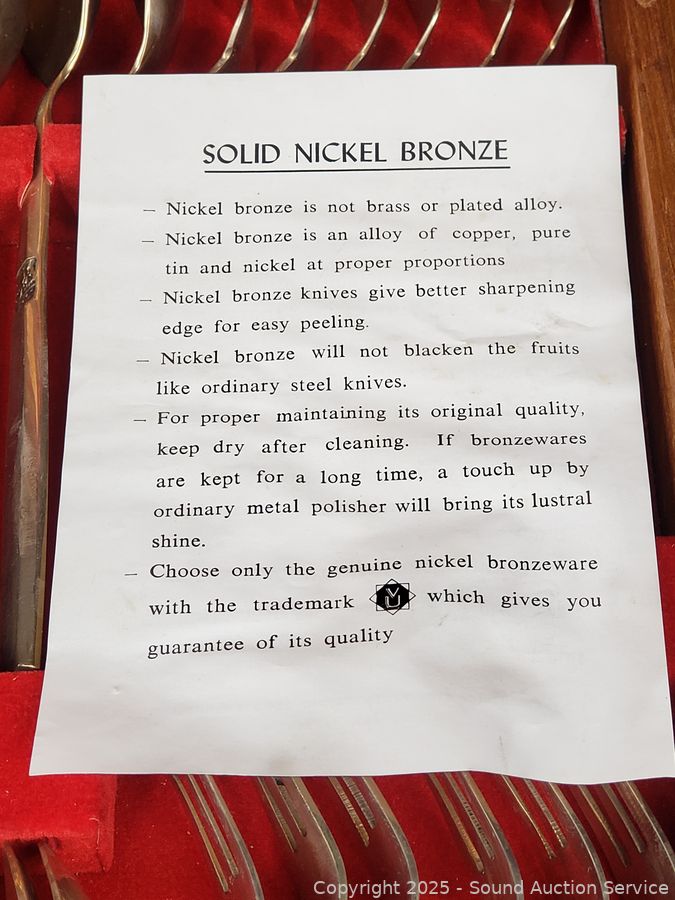 SOLID NICKEL BRONZE
– Nickel bronze is not brass or plated alloy.
– Nickel bronze is an alloy of copper, pure
tin and nickel at proper proportions
– Nickel bronze knives give better sharpening
edge for easy peeling.
– Nickel bronze will not blacken the fruits
like ordinary steel knives.
– For proper maintaining its original quality,
keep dry after cleaning. If bronzewares
are kept for a long time, a touch up by
ordinary metal polisher will bring its lustral
shine.
– Choose only the genuine nickel bronzeware
with the trademark which gives you
guarantee of its quality
Copyright 2025 - Sound Auction Service